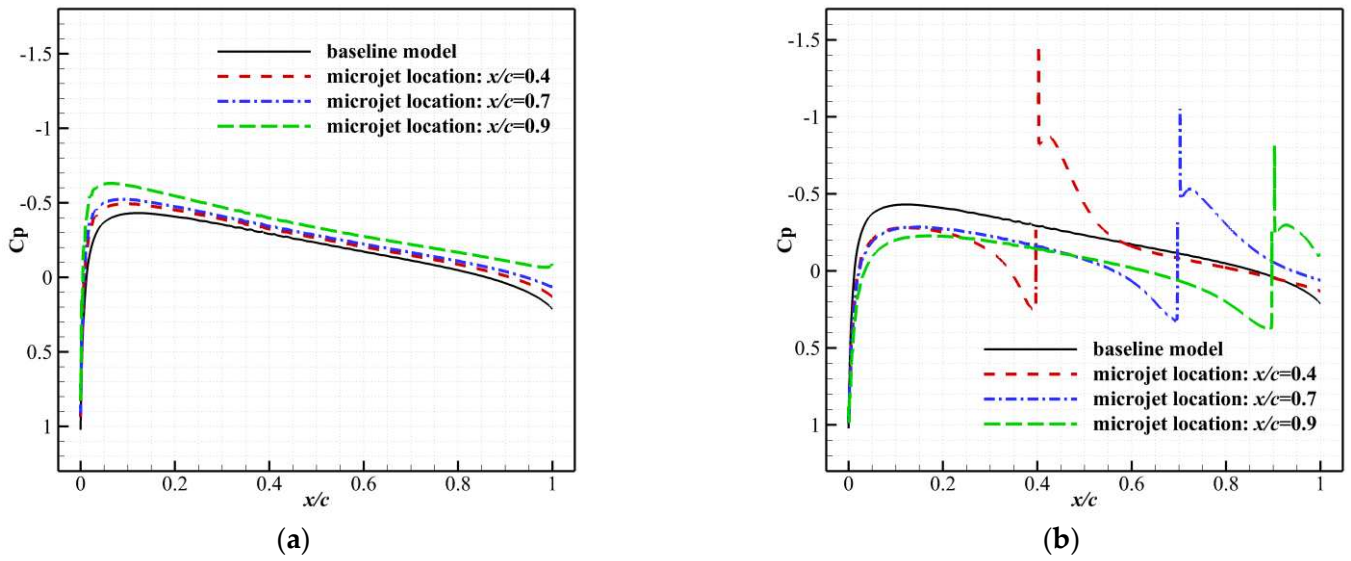 -1.5
-1
-0.5
0
0.5
1
Cp
baseline model
microjet location: x/c=0.4
microjet location: x/c=0.7
microjet location: x/c=0.9
0 0.2 0.4 0.6 0.8 1
x/c
(a)
-1.5
-1
-0.5
0
0.5
1
Cp
baseline model
microjet location: x/c=0.4
microjet location: x/c=0.7
microjet location: x/c=0.9
0 0.2 0.4 0.6 0.8 1
x/c
(b)